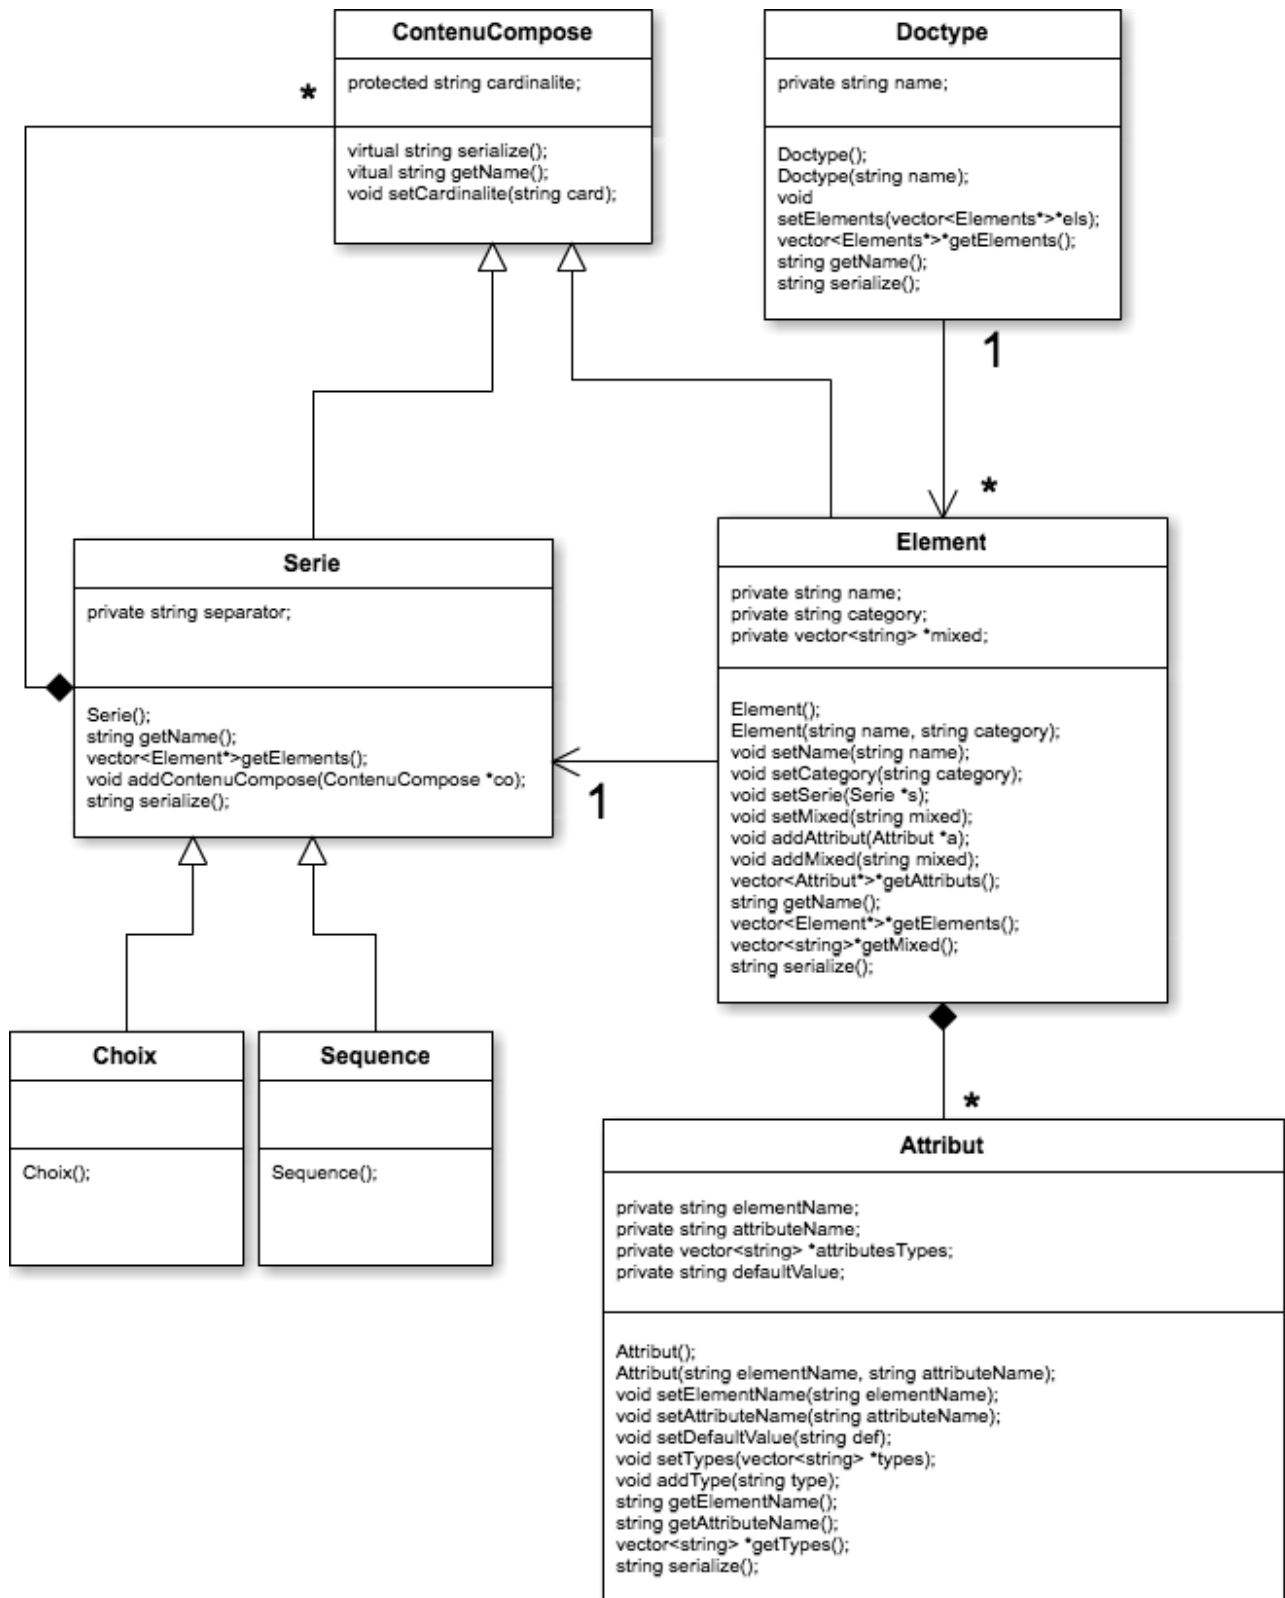 ContenuCompose
protected string cardinalite;
virtual string serialize();
vitual string getName();
void setCardinalite(string card);
*
Doctype
private string name;
Doctype();
Doctype(string name);
void
setElements(vector<Elements*>*els);
vector<Elements*>*getElements();
string getName();
string serialize();
1
*
Serie
private string separator;
Serie();
string getName();
vector<Element*>getElements();
void addContenuCompose(ContenuCompose *co);
string serialize();
1
Element
private string name;
private string category;
private vector<string> *mixed;
Element();
Element(string name, string category);
void setName(string name);
void setCategory(string category);
void setSerie(Serie *s);
void setMixed(string mixed);
void addAttribut(Attribut *a);
void addMixed(string mixed);
vector<Attribut*>*getAttributs();
string getName();
vector<Element*>*getElements();
vector<string>*getMixed();
string serialize();
Choix
Choix();
Sequence
Sequence();
*
Attribut
private string elementName;
private string attributeName;
private vector<string> *attributesTypes;
private string defaultValue;
Attribut();
Attribut(string elementName, string attributeName);
void setElementName(string elementName);
void setAttributeName(string attributeName);
void setDefaultValue(string def);
void setTypes(vector<string> *types);
void addType(string type);
string getElementName();
string getAttributeName();
vector<string> *getTypes();
string serialize();